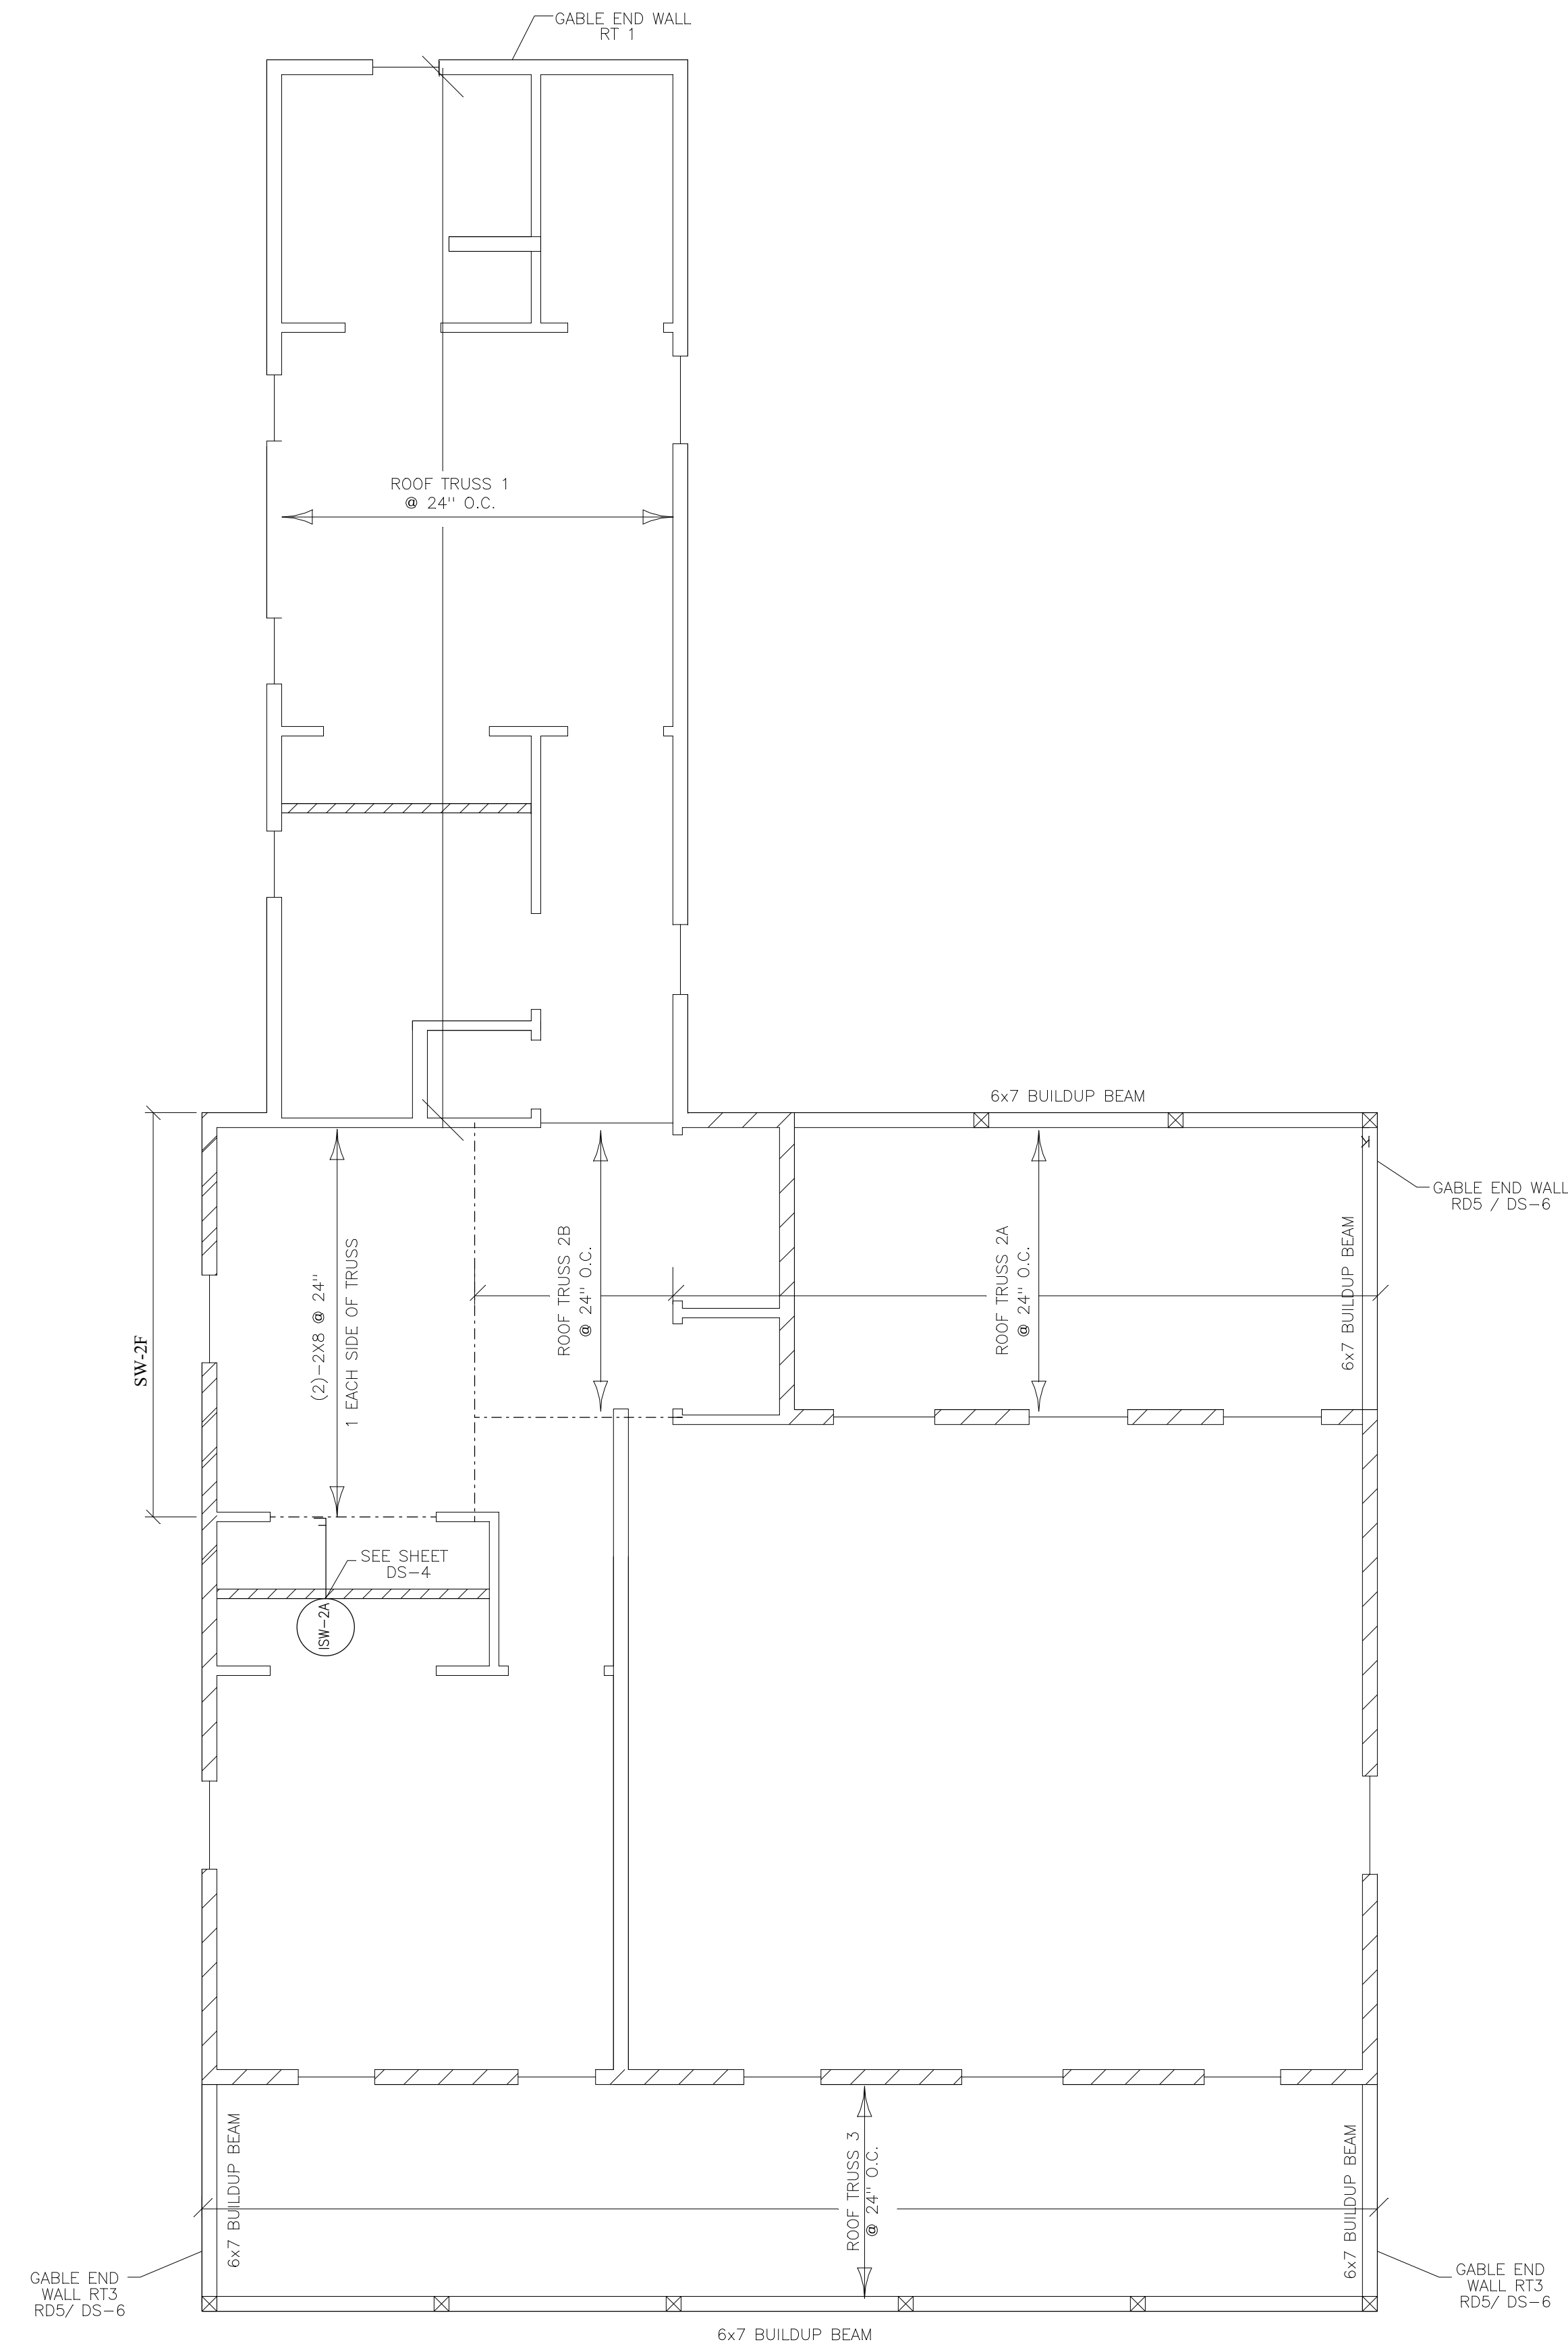 GABLE END WALL
RT 1
ROOF TRUSS 1
@ 24" O.C.
6x7 BUILDUP BEAM
GABLE END WALL
RD5 / DS-6
SW-2F
(2)-2X8 @ 24"
1 EACH SIDE OF TRUSS
ROOF TRUSS 2B
@ 24" O.C.
ROOF TRUSS 2A
@ 24" O.C.
6x7 BUILDUP BEAM
SEE SHEET
DS-4
ISW-2A
6x7 BUILDUP BEAM
ROOF TRUSS 3
@ 24" O.C.
6x7 BUILDUP BEAM
GABLE END
WALL RT3
RD5/ DS-6
GABLE END
WALL RT3
RD5/ DS-6
6x7 BUILDUP BEAM